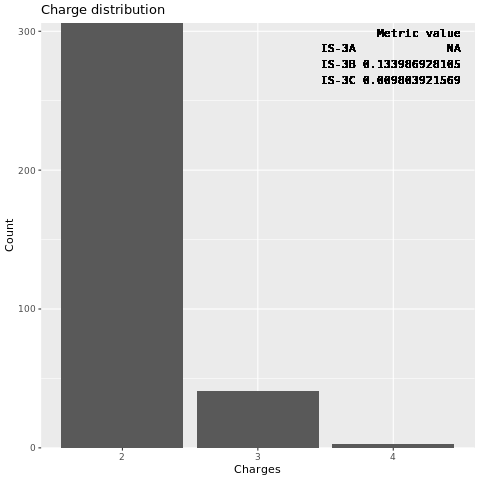 Charge distribution
Metric value
IS-3A NA
IS-3B 0.133986928105
IS-3C 0.009803921569
300
200
100
0
Count
2 3 4
Charges